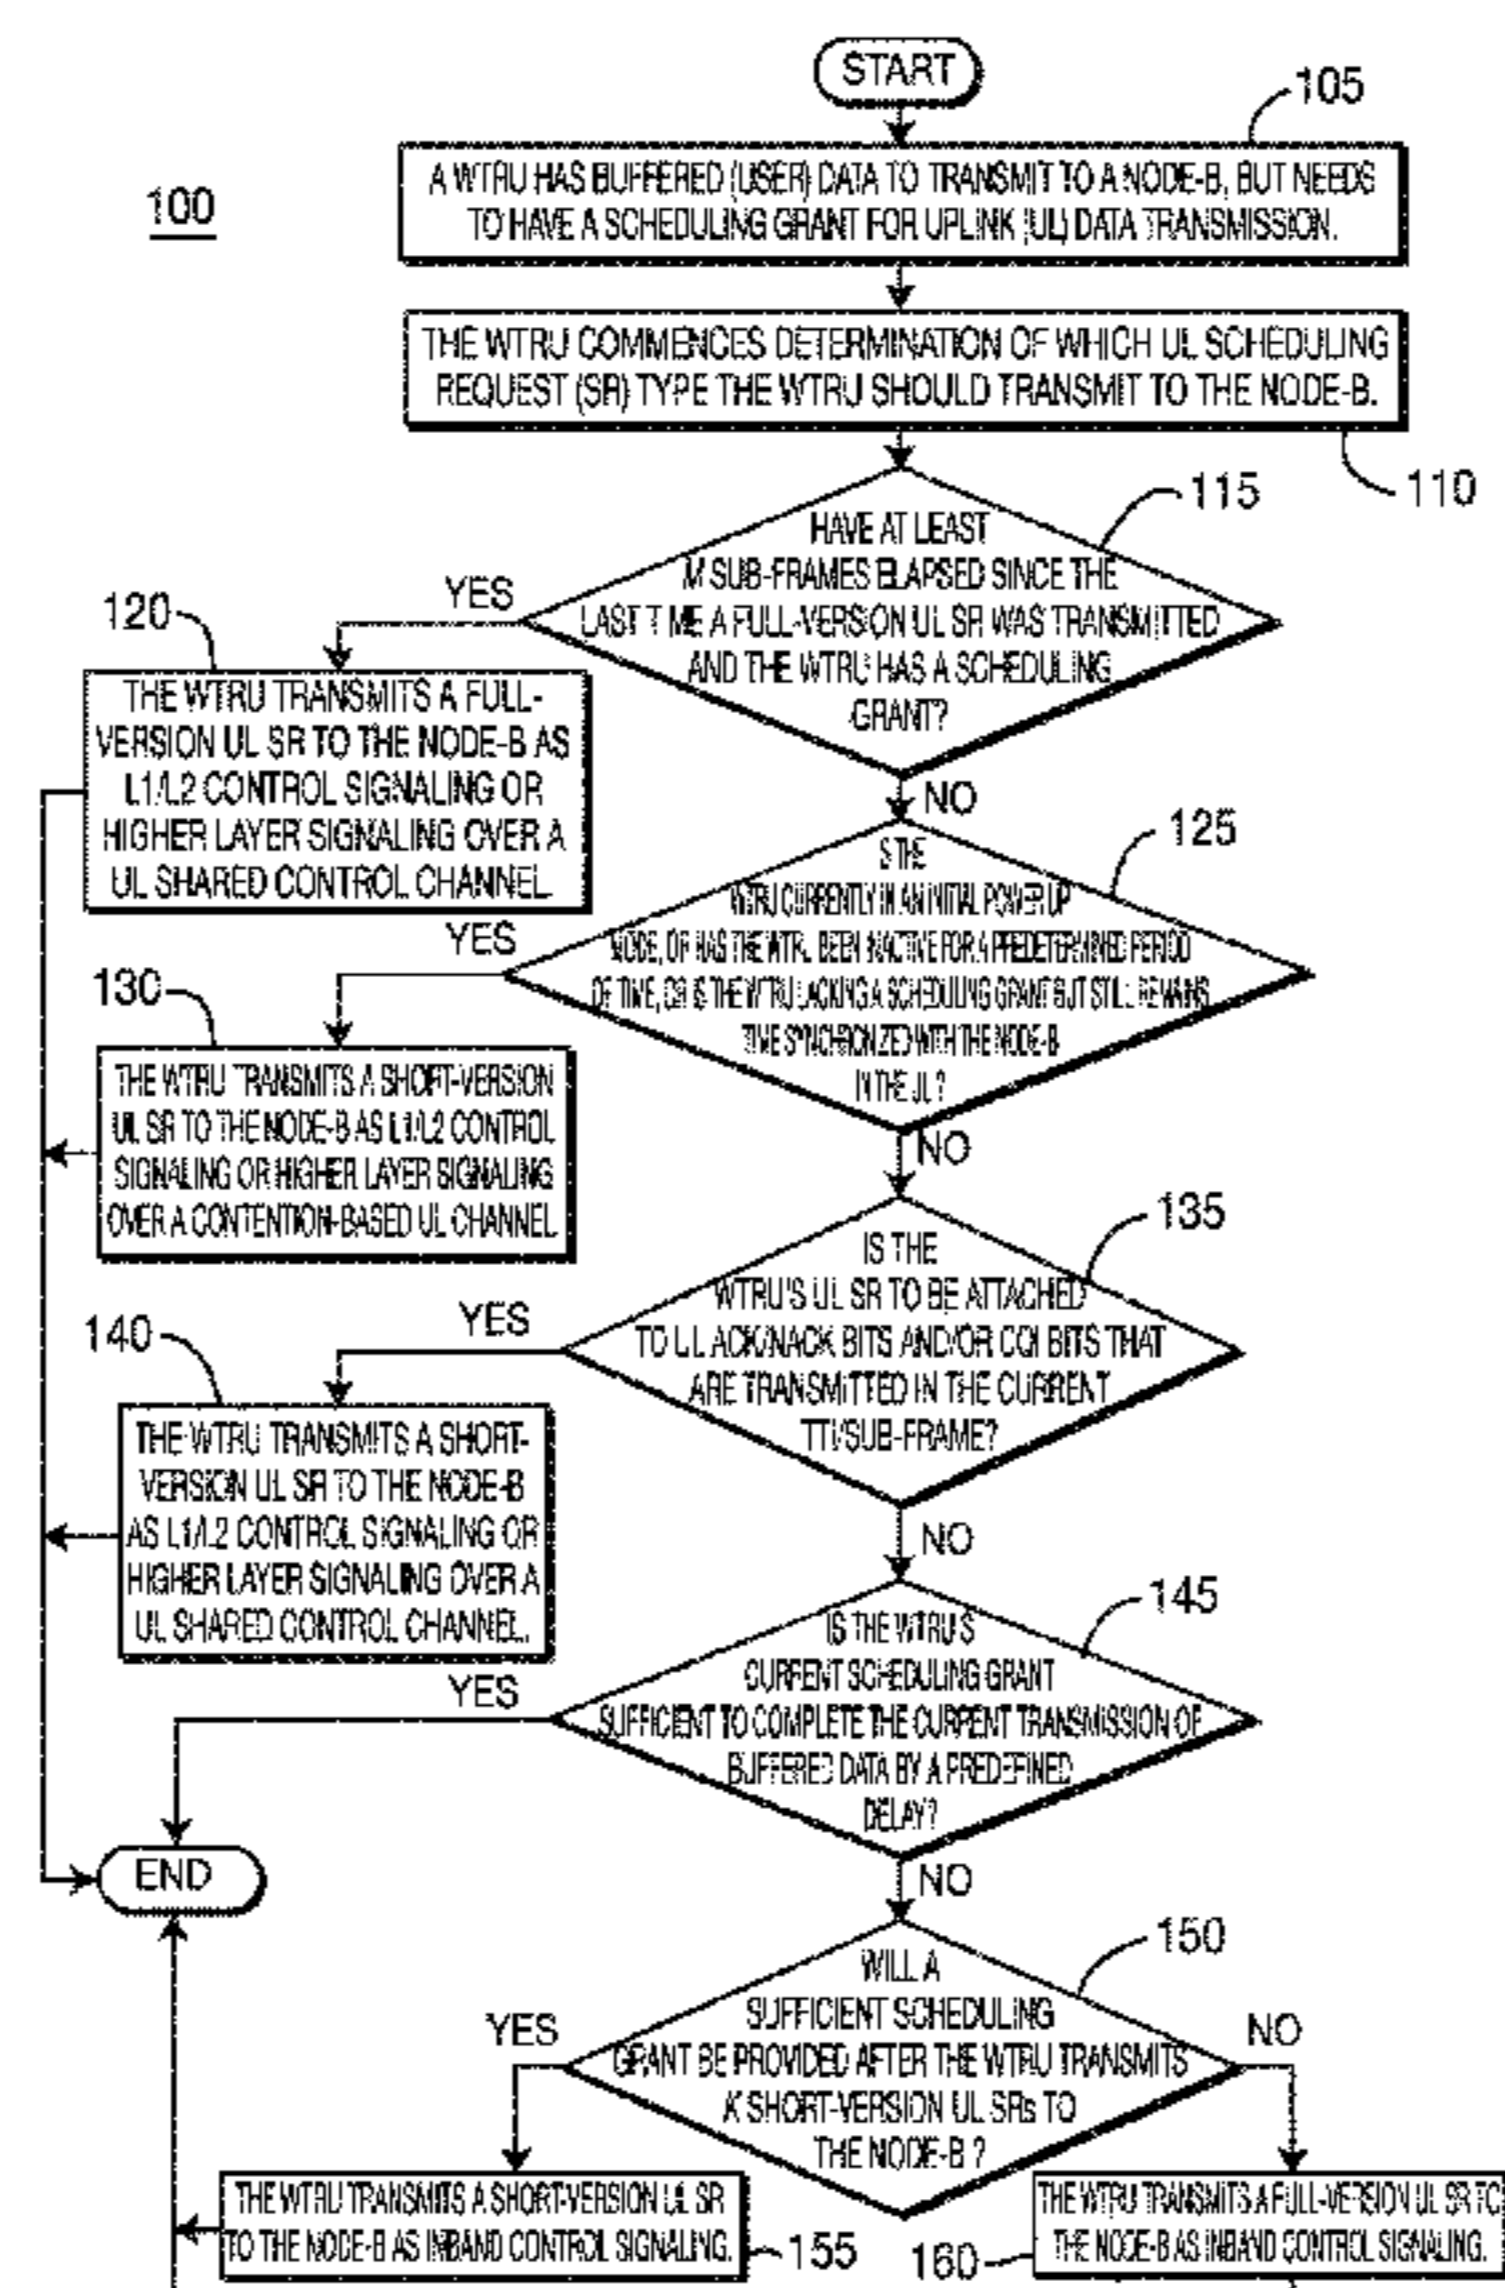 START
105
A WTRU HAS BUFFERED (USER) DATA TO TRANSMIT TO A NODE-B, BUT NEEDS
TO HAVE A SCHEDULING GRANT FOR UPLINK (UL) DATA TRANSMISSION.
100
THE WTRU COMMENCES DETERMINATION OF WHICH UL SCHEDULING
REQUEST (SR) TYPE THE WTRU SHOULD TRANSMIT TO THE NODE-B.
110
115
HAVE AT LEAST
M SUB-FRAMES ELAPSED SINCE THE
LAST TIME A FULL-VERSION UL SR WAS TRANSMITTED
AND THE WTRU HAS A SCHEDULING
GRANT?
YES
120
THE WTRU TRANSMITS A FULL-
VERSION UL SR TO THE NODE-B AS
L1/L2 CONTROL SIGNALING OR
HIGHER LAYER SIGNALING OVER A
UL SHARED CONTROL CHANNEL.
NO
125
IS THE
WTRU CURRENTLY IN AN INITIAL POWER UP
MODE, OR HAS THE WTRU BEEN INACTIVE FOR A PREDETERMINED PERIOD
OF TIME, OR IS THE WTRU LACKING A SCHEDULING GRANT BUT STILL REMAINS
TIME SYNCHRONIZED WITH THE NODE-B
IN THE UL?
YES
130
THE WTRU TRANSMITS A SHORT-VERSION
UL SR TO THE NODE-B AS L1/L2 CONTROL
SIGNALING OR HIGHER LAYER SIGNALING
OVER A CONTENTION-BASED UL CHANNEL
NO
135
IS THE
WTRU'S UL SR TO BE ATTACHED
TO UL ACK/NACK BITS AND/OR CQI BITS THAT
ARE TRANSMITTED IN THE CURRENT
TTI/SUB-FRAME?
YES
140
THE WTRU TRANSMITS A SHORT-
VERSION UL SR TO THE NODE-B
AS L1/L2 CONTROL SIGNALING OR
HIGHER LAYER SIGNALING OVER A
UL SHARED CONTROL CHANNEL.
NO
145
IS THE WTRU'S
CURRENT SCHEDULING GRANT
SUFFICIENT TO COMPLETE THE CURRENT TRANSMISSION OF
BUFFERED DATA BY A PREDEFINED
DELAY?
YES
END
NO
150
WILL A
SUFFICIENT SCHEDULING
GRANT BE PROVIDED AFTER THE WTRU TRANSMITS
A SHORT-VERSION UL SRs TO
THE NODE-B ?
YES
NO
THE WTRU TRANSMITS A SHORT-VERSION UL SR
TO THE NODE-B AS INBAND CONTROL SIGNALING.
155
THE WTRU TRANSMITS A FULL-VERSION UL SR TO
THE NODE-B AS INBAND CONTROL SIGNALING.
160